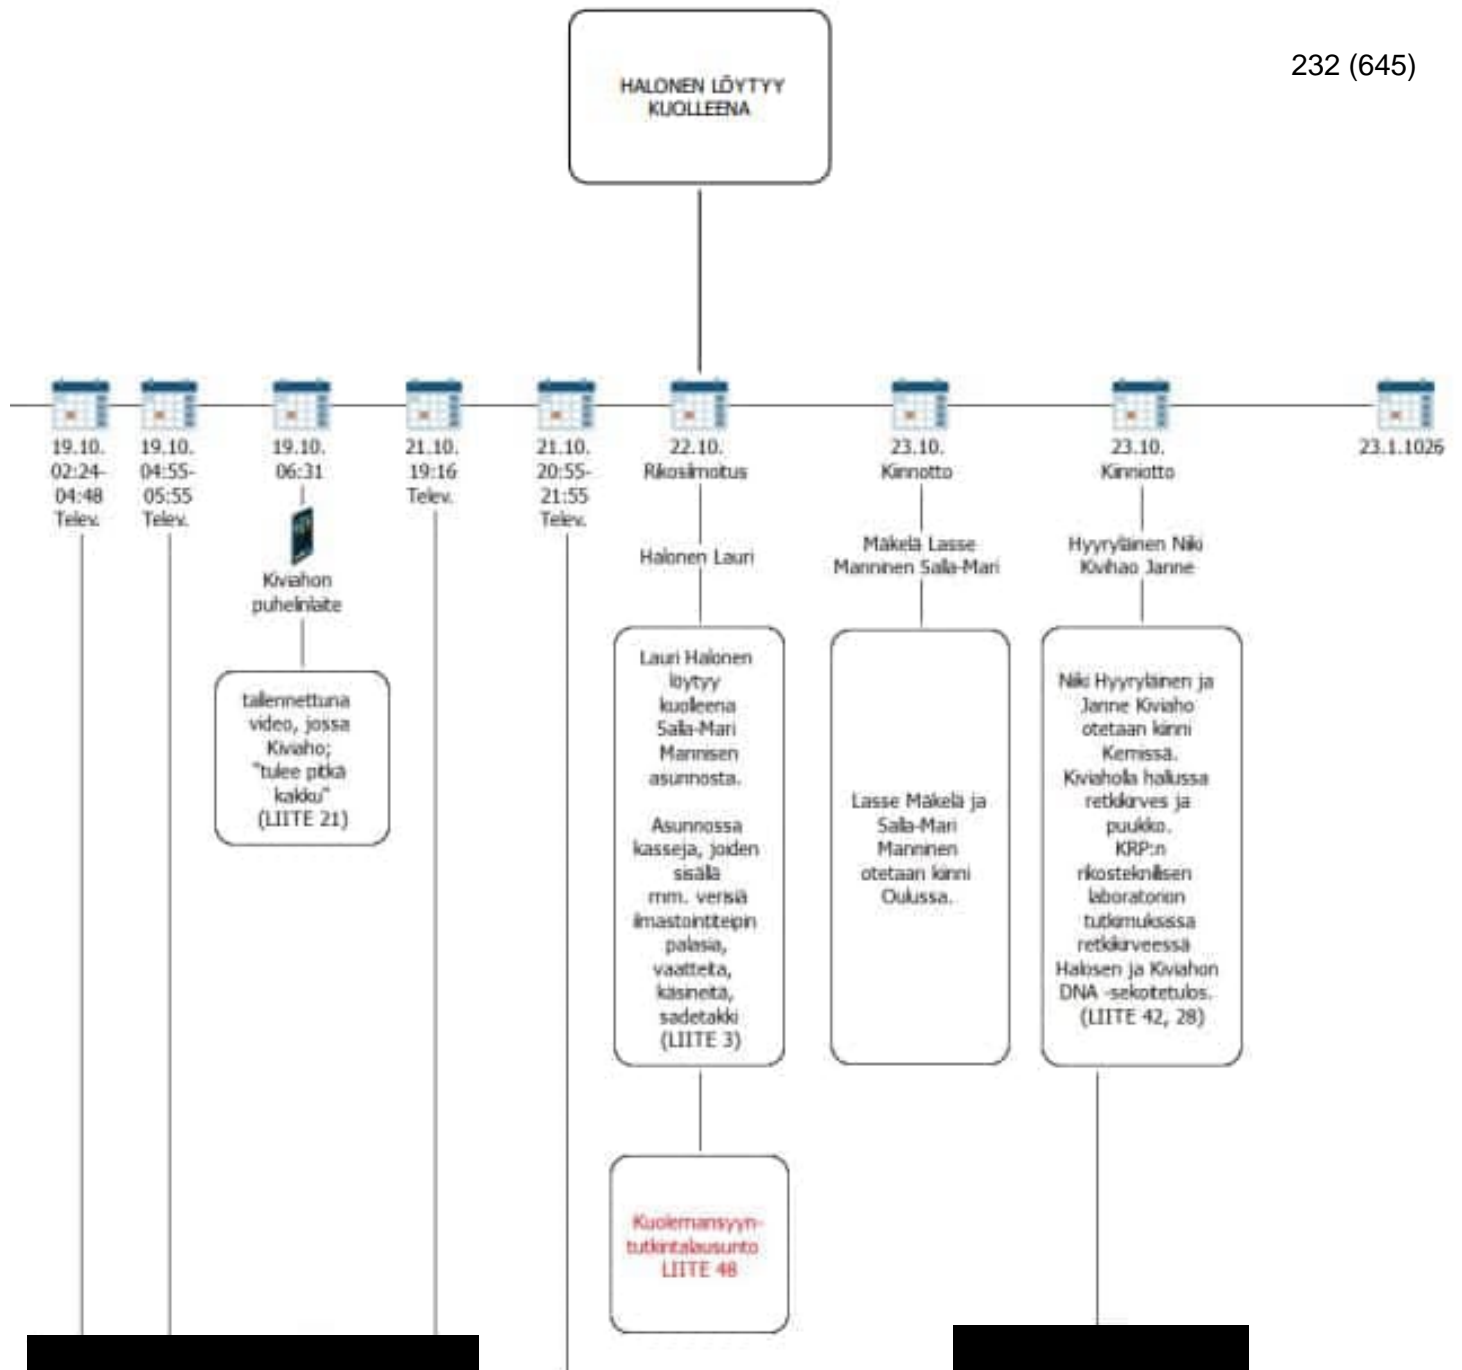 232 (645)
HALONEN LÖYTYY
KUOLLEENA
19.10.
02:24-
04:48
Telev.
19.10.
04:55-
05:55
Telev.
19.10.
06:31
Kiviahon
puhelinlaite
tallennettuna
video, jossa
Kiviaho;
"tulee pitkä
kakku"
(LIITE 21)
21.10.
19:16
Telev.
21.10.
20:55-
21:55
Telev.
22.10.
Rikosilmoitus
Halonen Lauri
Lauri Halonen
löytyy
kuolleena
Salla-Mari
Mannisen
asunnosta.
Asunnossa
kasseja, joiden
sisällä
mm. verisiä
ilmastointiteipin
palasia,
vaatteita,
käsineitä,
sadetakki
(LIITE 3)
Kuolemansyyn-
tutkintalausunto
LIITE 48
23.10.
Kiinnotto
Mäkelä Lasse
Manninen Salla-Mari
Lasse Mäkelä ja
Salla-Mari
Manninen
otetaan kiinni
Oulussa.
23.10.
Kiinniotto
Hyyryläinen Niki
Kivihao Janne
Niki Hyyryläinen ja
Janne Kiviaho
otetaan kiinni
Kemissä.
Kiviaholla hallussa
retkikirves ja
puukko.
KRP:n
rikosteknillisen
laboratorion
tutkimuksissa
retkikirveessä
Halosen ja Kiviahon
DNA -sekoitetulos.
(LIITE 42, 28)
23.1.1026